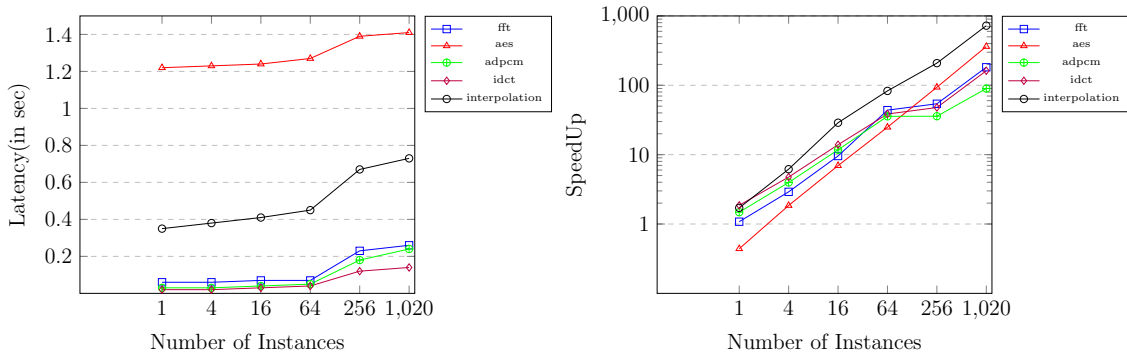 1.4
1.2
1
0.8
0.6
0.4
0.2
Latency(in sec)
1 4 16 64 256 1,020
Number of Instances
fft
aes
adpcm
idct
interpolation
1,000
100
10
1
SpeedUp
1 4 16 64 256 1,020
Number of Instances
fft
aes
adpcm
idct
interpolation